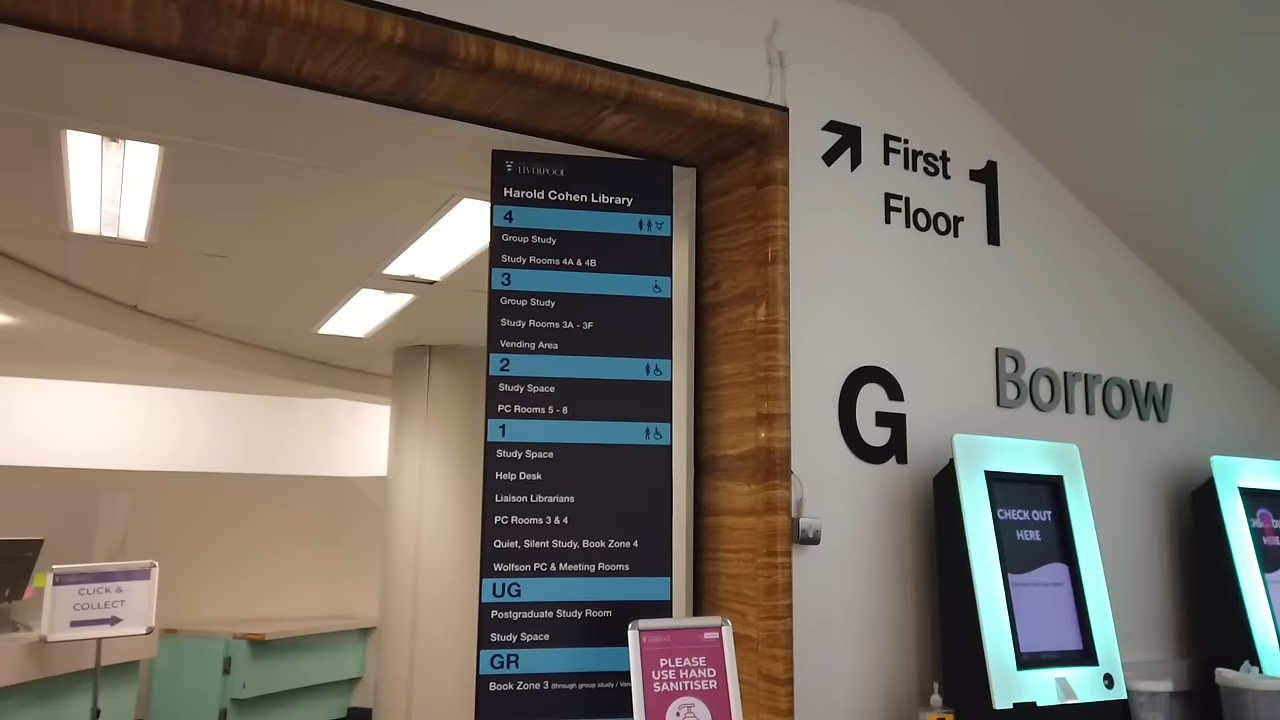 LIVERPOOL
Harold Cohen Library
4
Group Study
Study Rooms 4A & 4B
3
Group Study
Study Rooms 3A - 3F
Vending Area
2
Study Space
PC Rooms 5 - 8
1
Study Space
Help Desk
Liaison Librarians
PC Rooms 3 & 4
Quiet, Silent Study, Book Zone 4
Wolfson PC & Meeting Rooms
UG
Postgraduate Study Room
Study Space
GR
Book Zone 3 (through group study /
First
Floor
1
G
Borrow
CHECK OUT
HERE
CLICK &
COLLECT
PLEASE
USE HAND
SANITISER